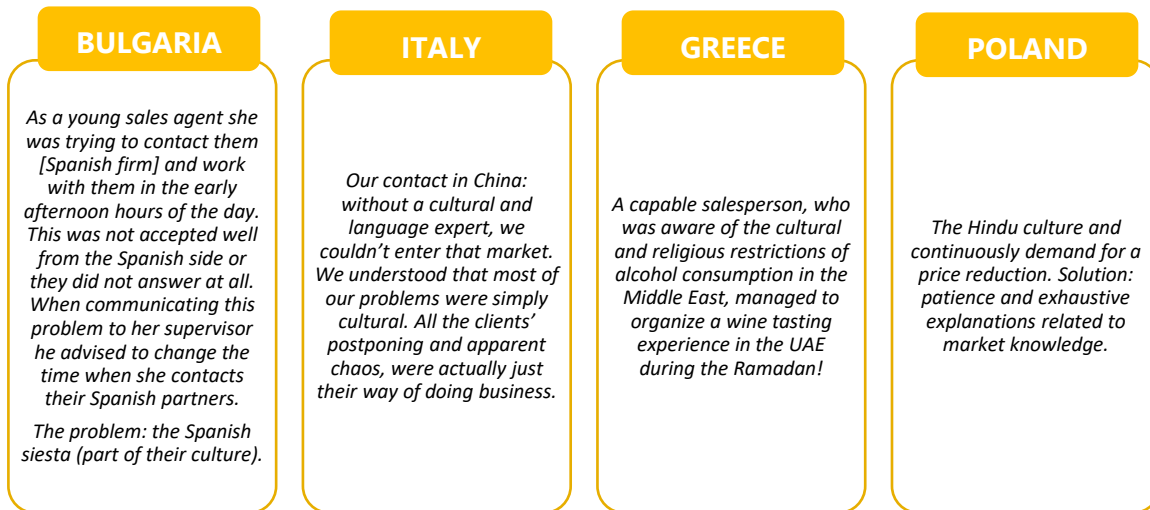 BULGARIA
As a young sales agent she
was trying to contact them
[Spanish firm] and work
with them in the early
afternoon hours of the day.
This was not accepted well
from the Spanish side or
they did not answer at all.
When communicating this
problem to her supervisor
he advised to change the
time when she contacts
their Spanish partners.
The problem: the Spanish
siesta (part of their culture).
ITALY
Our contact in China:
without a cultural and
language expert, we
couldn’t enter that market.
We understood that most of
our problems were simply
cultural. All the clients’
postponing and apparent
chaos, were actually just
their way of doing business.
GREECE
A capable salesperson, who
was aware of the cultural
and religious restrictions of
alcohol consumption in the
Middle East, managed to
organize a wine tasting
experience in the UAE
during the Ramadan!
POLAND
The Hindu culture and
continuously demand for a
price reduction. Solution:
patience and exhaustive
explanations related to
market knowledge.